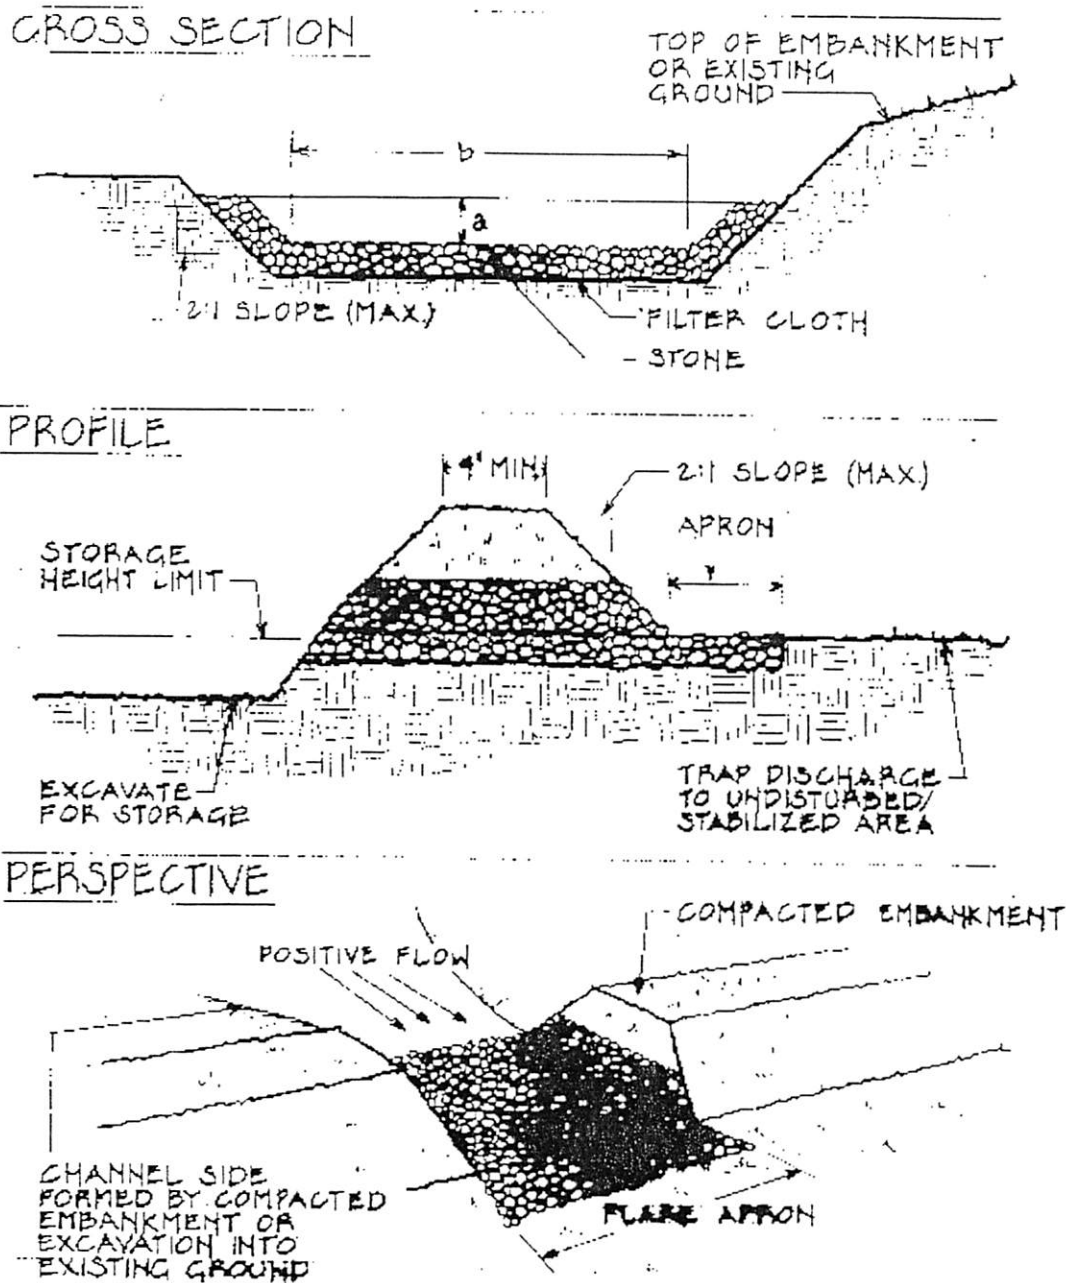 CROSS SECTION
TOP OF EMBANKMENT
OR EXISTING
GROUND
b
a
2:1 SLOPE (MAX.)
FILTER CLOTH
STONE
PROFILE
4' MIN.
2:1 SLOPE (MAX.)
APRON
STORAGE
HEIGHT LIMIT
EXCAVATE
FOR STORAGE
TRAP DISCHARGE
TO UNDISTURBED/
STABILIZED AREA
PERSPECTIVE
COMPACTED EMBANKMENT
POSITIVE FLOW
CHANNEL SIDE
FORMED BY COMPACTED
EMBANKMENT OR
EXCAVATION INTO
EXISTING GROUND
FLARE APRON